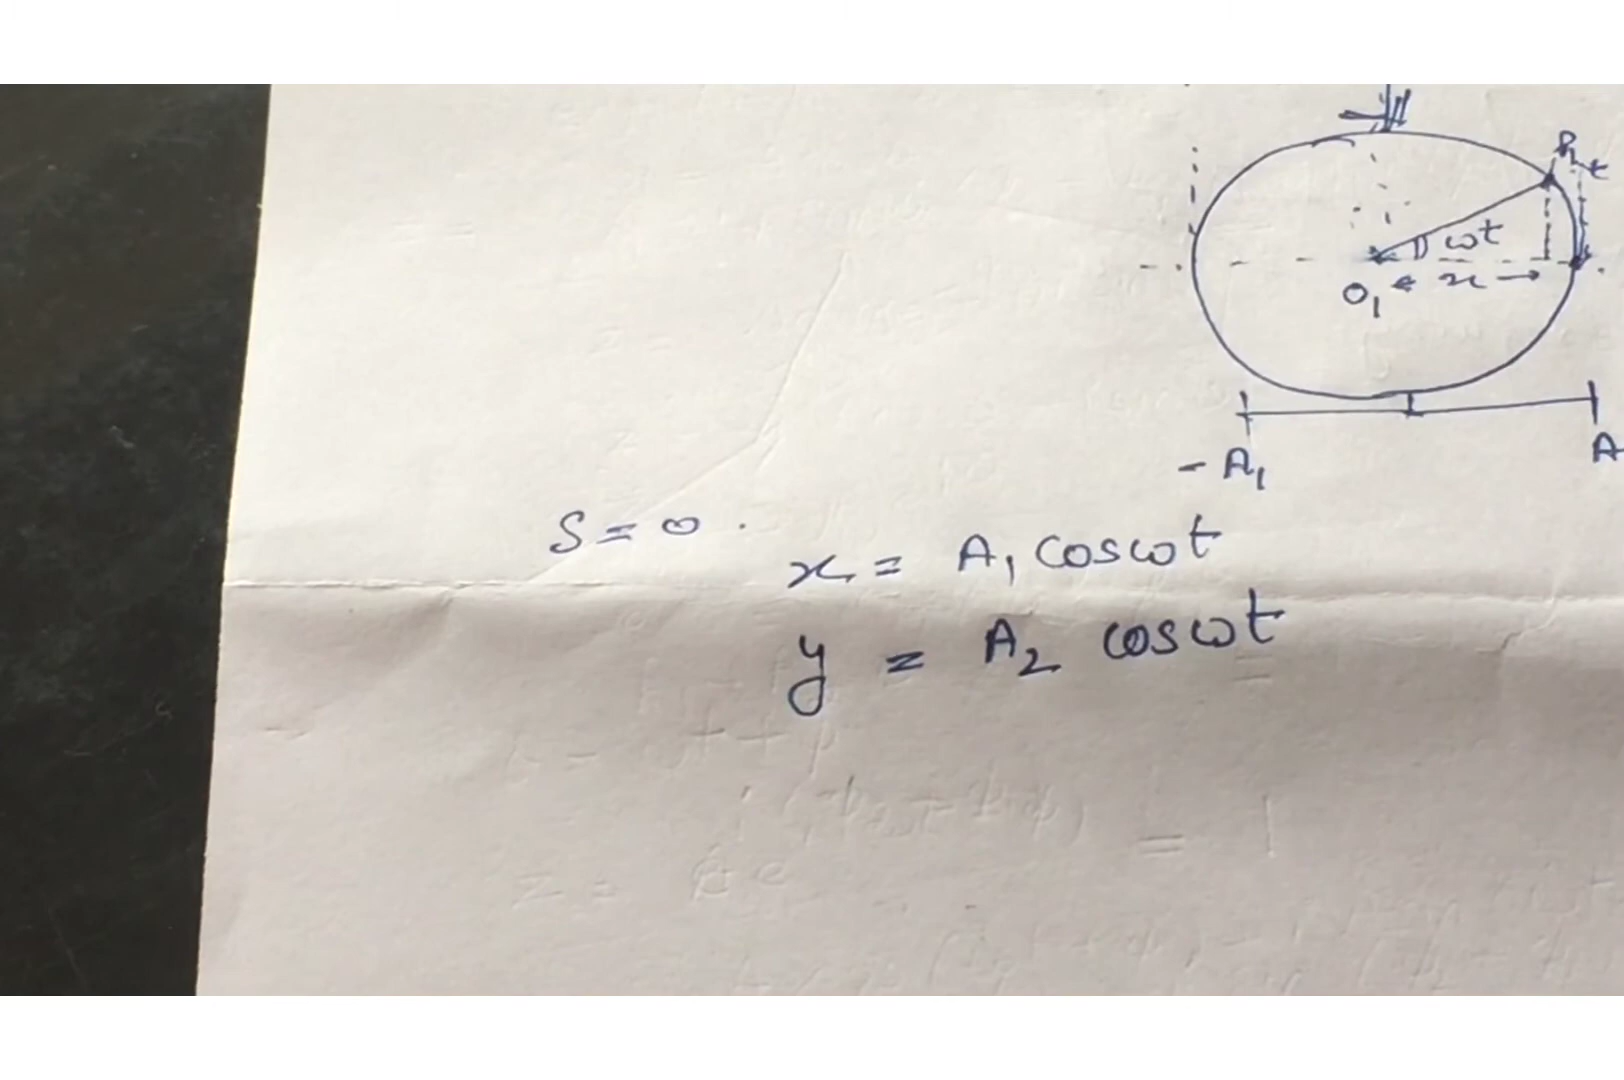 P₁
t
ωt
O₁
x
-A₁
A
S = 0.
x = A₁ cosωt
y = A₂ cosωt